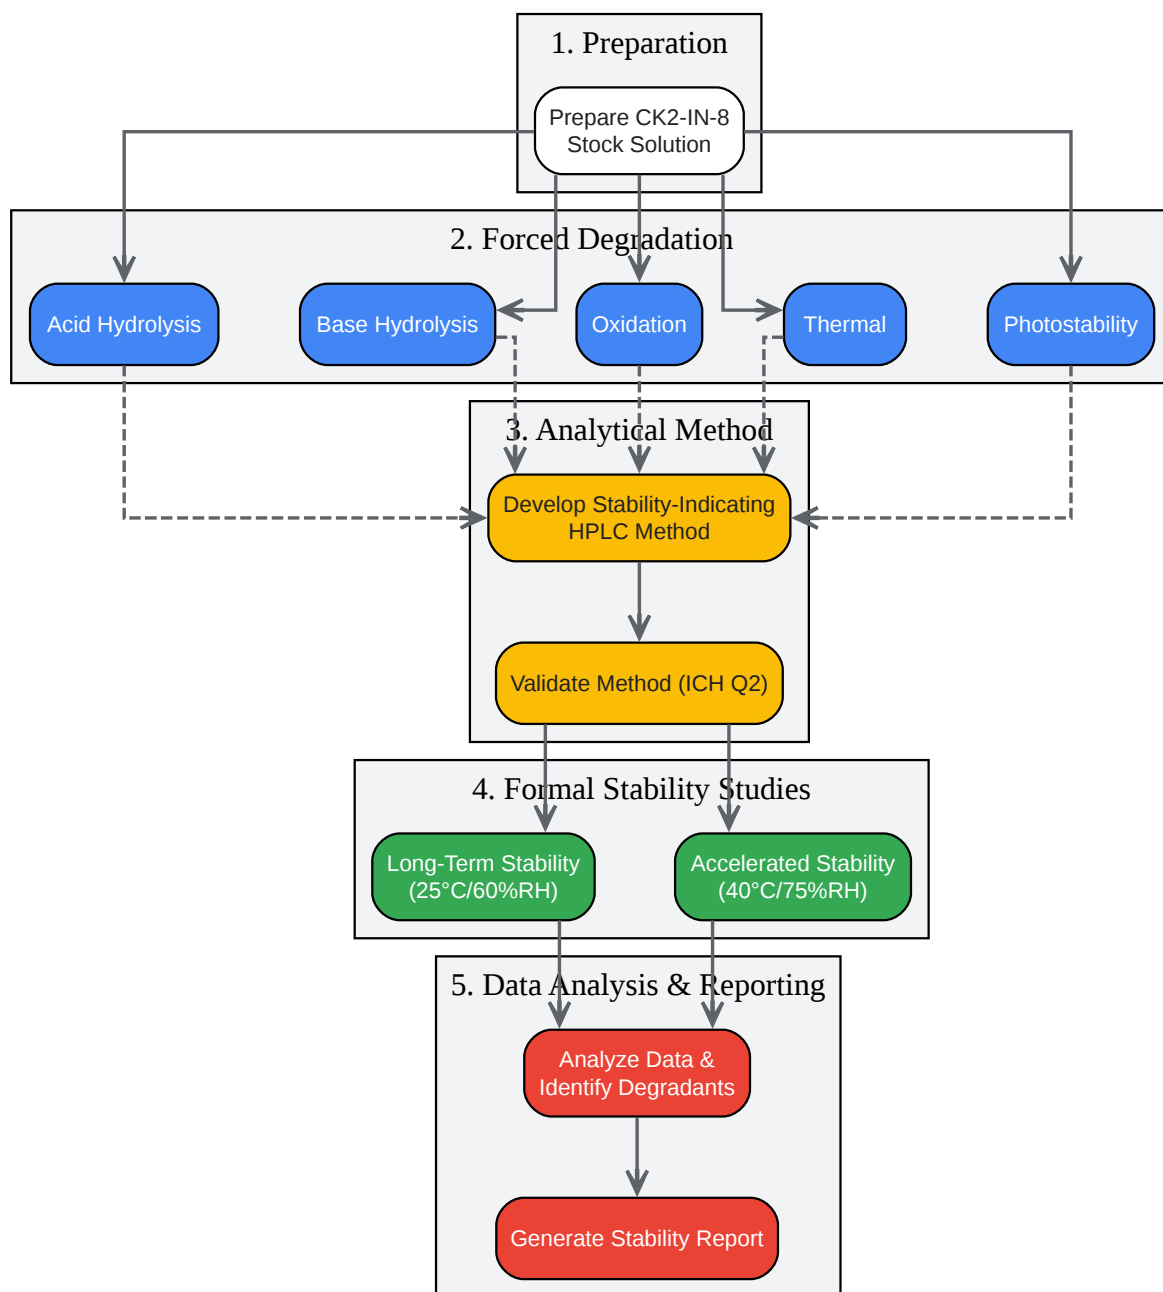 1. Preparation
Prepare CK2-IN-8
Stock Solution
2. Forced Degradation
Acid Hydrolysis
Base Hydrolysis
Oxidation
Thermal
Photostability
3. Analytical Method
Develop Stability-Indicating
HPLC Method
Validate Method (ICH Q2)
4. Formal Stability Studies
Long-Term Stability
(25°C/60%RH)
Accelerated Stability
(40°C/75%RH)
5. Data Analysis & Reporting
Analyze Data &
Identify Degradants
Generate Stability Report